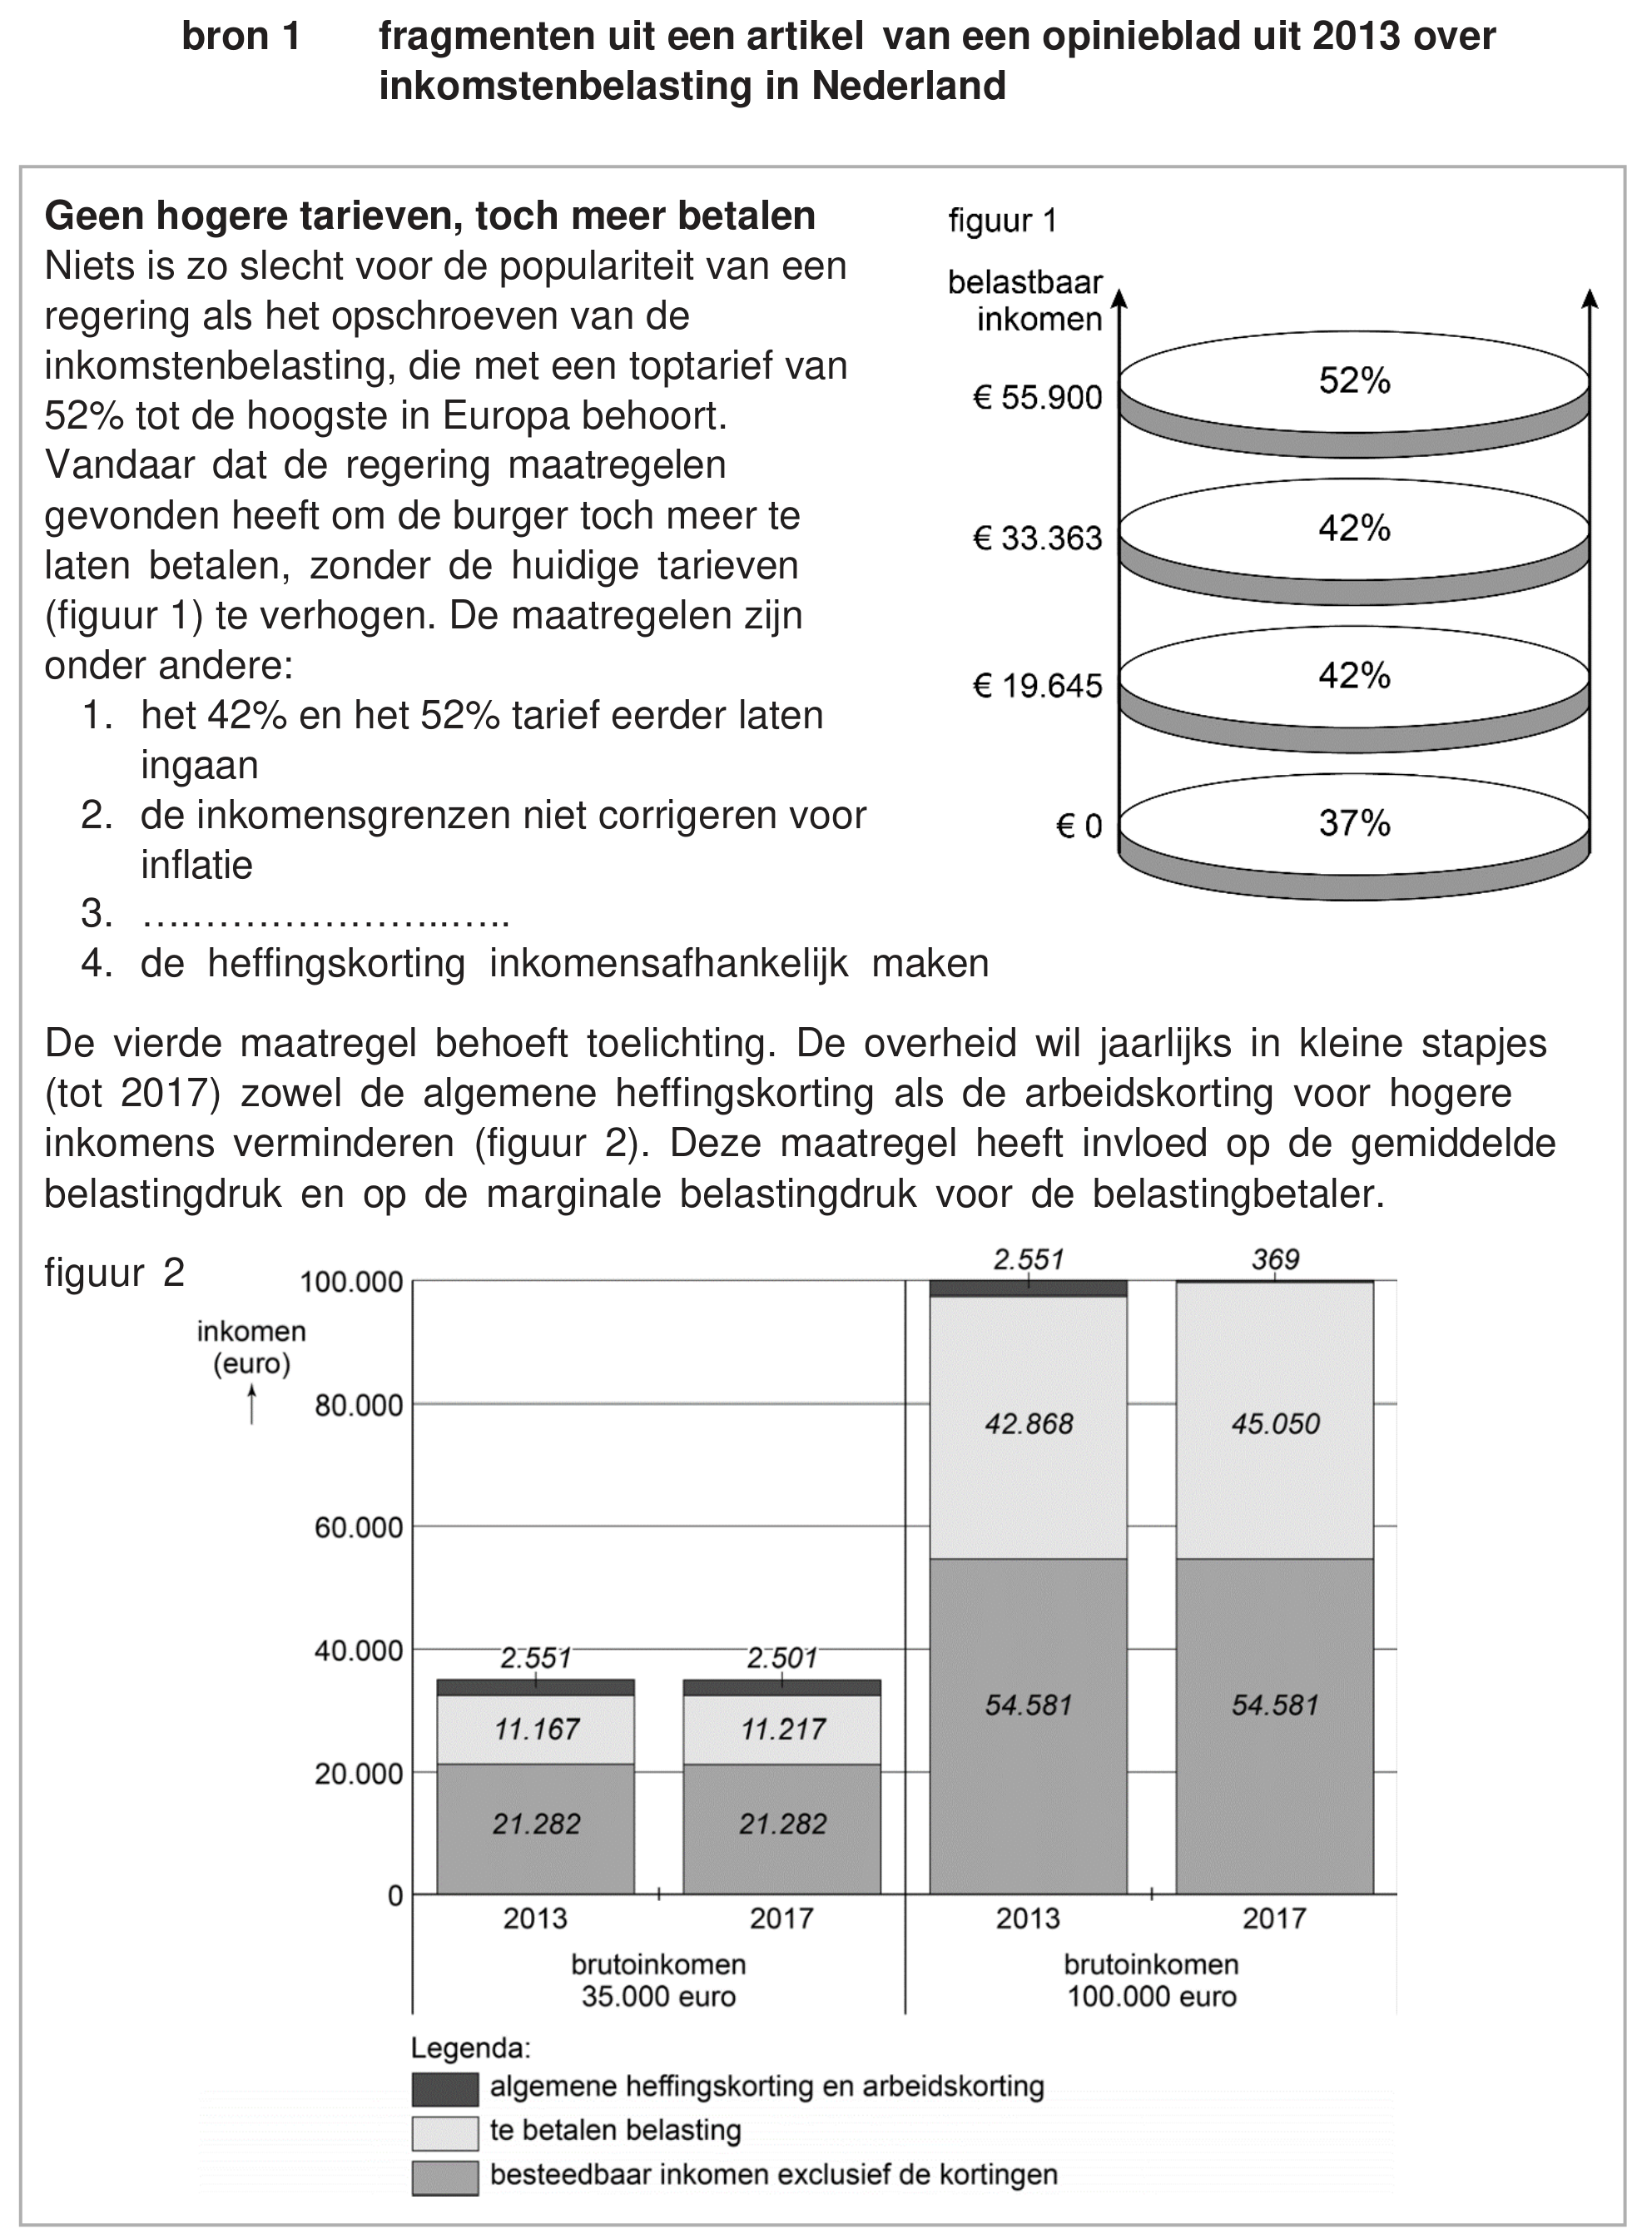 bron 1 fragmenten uit een artikel van een opinieblad uit 2013 over
inkomstenbelasting in Nederland
Geen hogere tarieven, toch meer betalen
Niets is zo slecht voor de populariteit van een
regering als het opschroeven van de
inkomstenbelasting, die met een toptarief van
52% tot de hoogste in Europa behoort.
Vandaar dat de regering maatregelen
gevonden heeft om de burger toch meer te
laten betalen, zonder de huidige tarieven
(figuur 1) te verhogen. De maatregelen zijn
onder andere:
1. het 42% en het 52% tarief eerder laten
ingaan
2. de inkomensgrenzen niet corrigeren voor
inflatie
3. ….…………………..…..
4. de heffingskorting inkomensafhankelijk maken
figuur 1
belastbaar
inkomen
€ 55.900 52%
€ 33.363 42%
€ 19.645 42%
€ 0 37%
De vierde maatregel behoeft toelichting. De overheid wil jaarlijks in kleine stapjes
(tot 2017) zowel de algemene heffingskorting als de arbeidskorting voor hogere
inkomens verminderen (figuur 2). Deze maatregel heeft invloed op de gemiddelde
belastingdruk en op de marginale belastingdruk voor de belastingbetaler.
figuur 2
inkomen
(euro)
100.000
80.000
60.000
40.000
20.000
0
2.551 369
42.868 45.050
54.581 54.581
2.551 2.501
11.167 11.217
21.282 21.282
2013 2017 2013 2017
brutoinkomen brutoinkomen
35.000 euro 100.000 euro
Legenda:
algemene heffingskorting en arbeidskorting
te betalen belasting
besteedbaar inkomen exclusief de kortingen